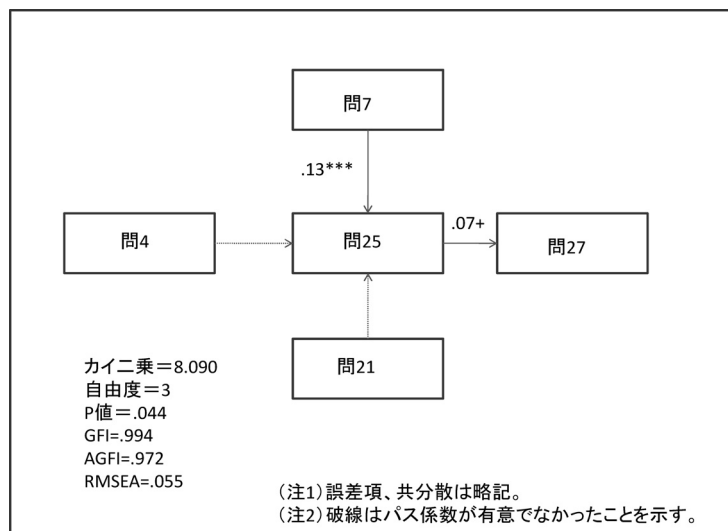 問7
.13***
問4
問25
.07+
問27
問21
カイ二乗＝8.090
自由度＝3
P値＝.044
GFI=.994
AGFI=.972
RMSEA=.055
（注1）誤差項、共分散は略記。
（注2）破線はパス係数が有意でなかったことを示す。